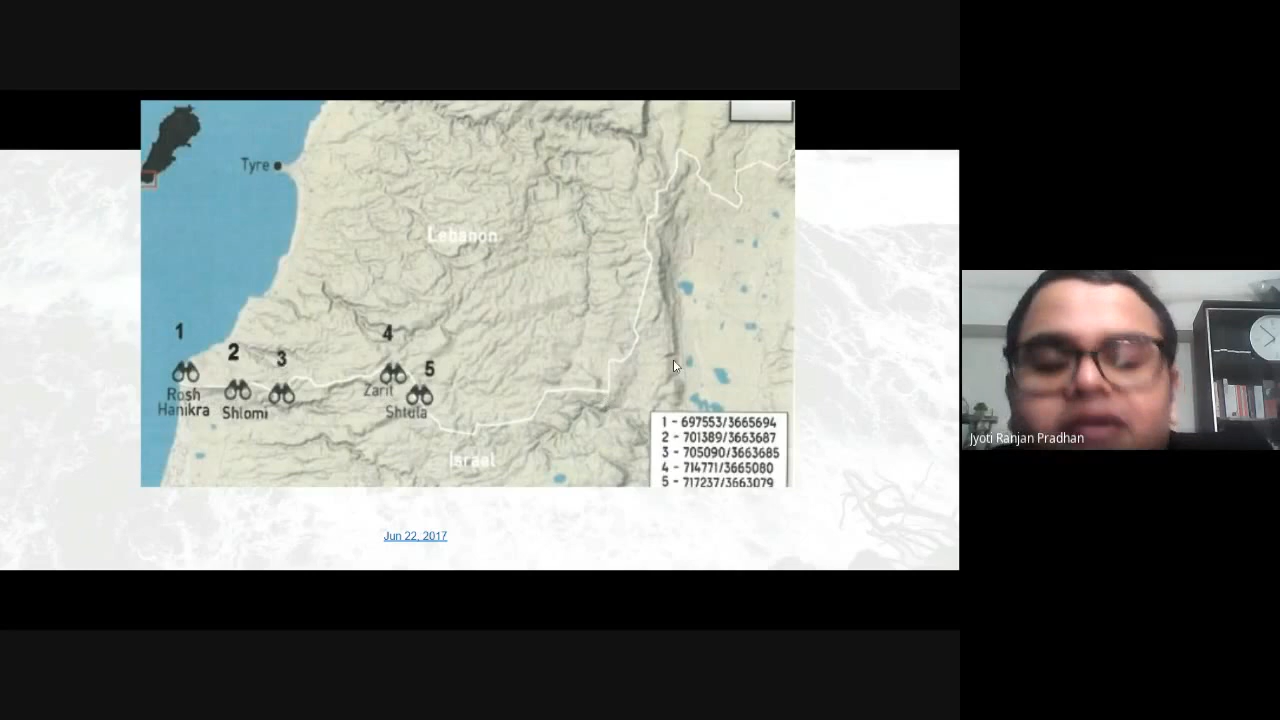 Tyre
Lebanon
1
4
2
3
5
Zarit
Rosh
Hanikra
Shlomi
Shtula
Israel
1 - 697553/3665694
2 - 701389/3663687
3 - 705090/3663685
4 - 714771/3665080
5 - 717237/3663079
Jun 22, 2017
Jyoti Ranjan Pradhan